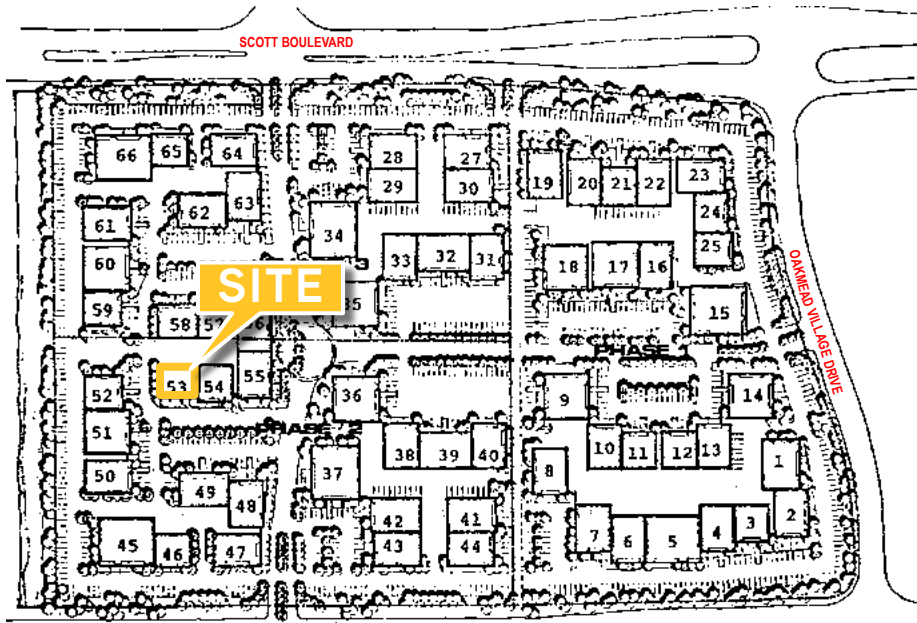 SCOTT BOULEVARD
66 65 64 28 27
29 30 19 20 21 22 23
62 63 24
61 34 25
60 33 32 31 18 17 16
SITE
59 58 57 56 35 15
OAKMEAD VILLAGE DRIVE
PHASE 1
53 54 55
52 36 9 14
51 PHASE 2
38 39 40 10 11 12 13
50 37 8 1
49 48
42 41 7 6 5 4 3 2
45 46 47 43 44